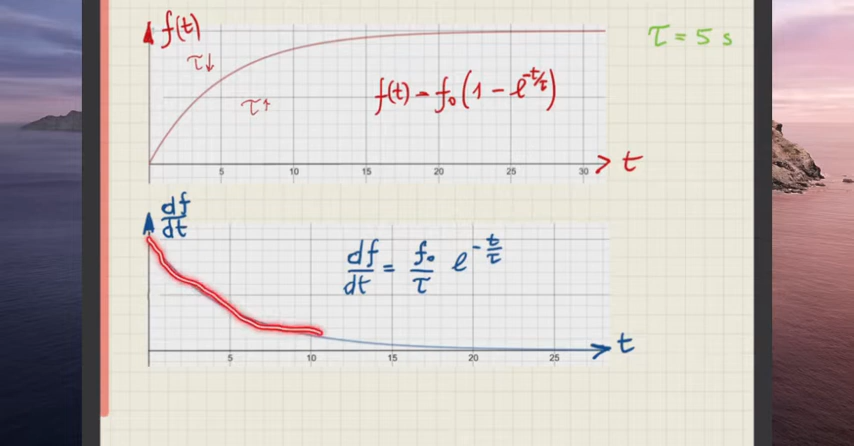 f(t)
τ = 5 s
τ↓
τ↑
f(t) = f₀(1 − e^(−t/τ))
t
5 10 15 20 25 30
df/dt
df/dt = f₀/τ e^(−t/τ)
t
5 10 15 20 25